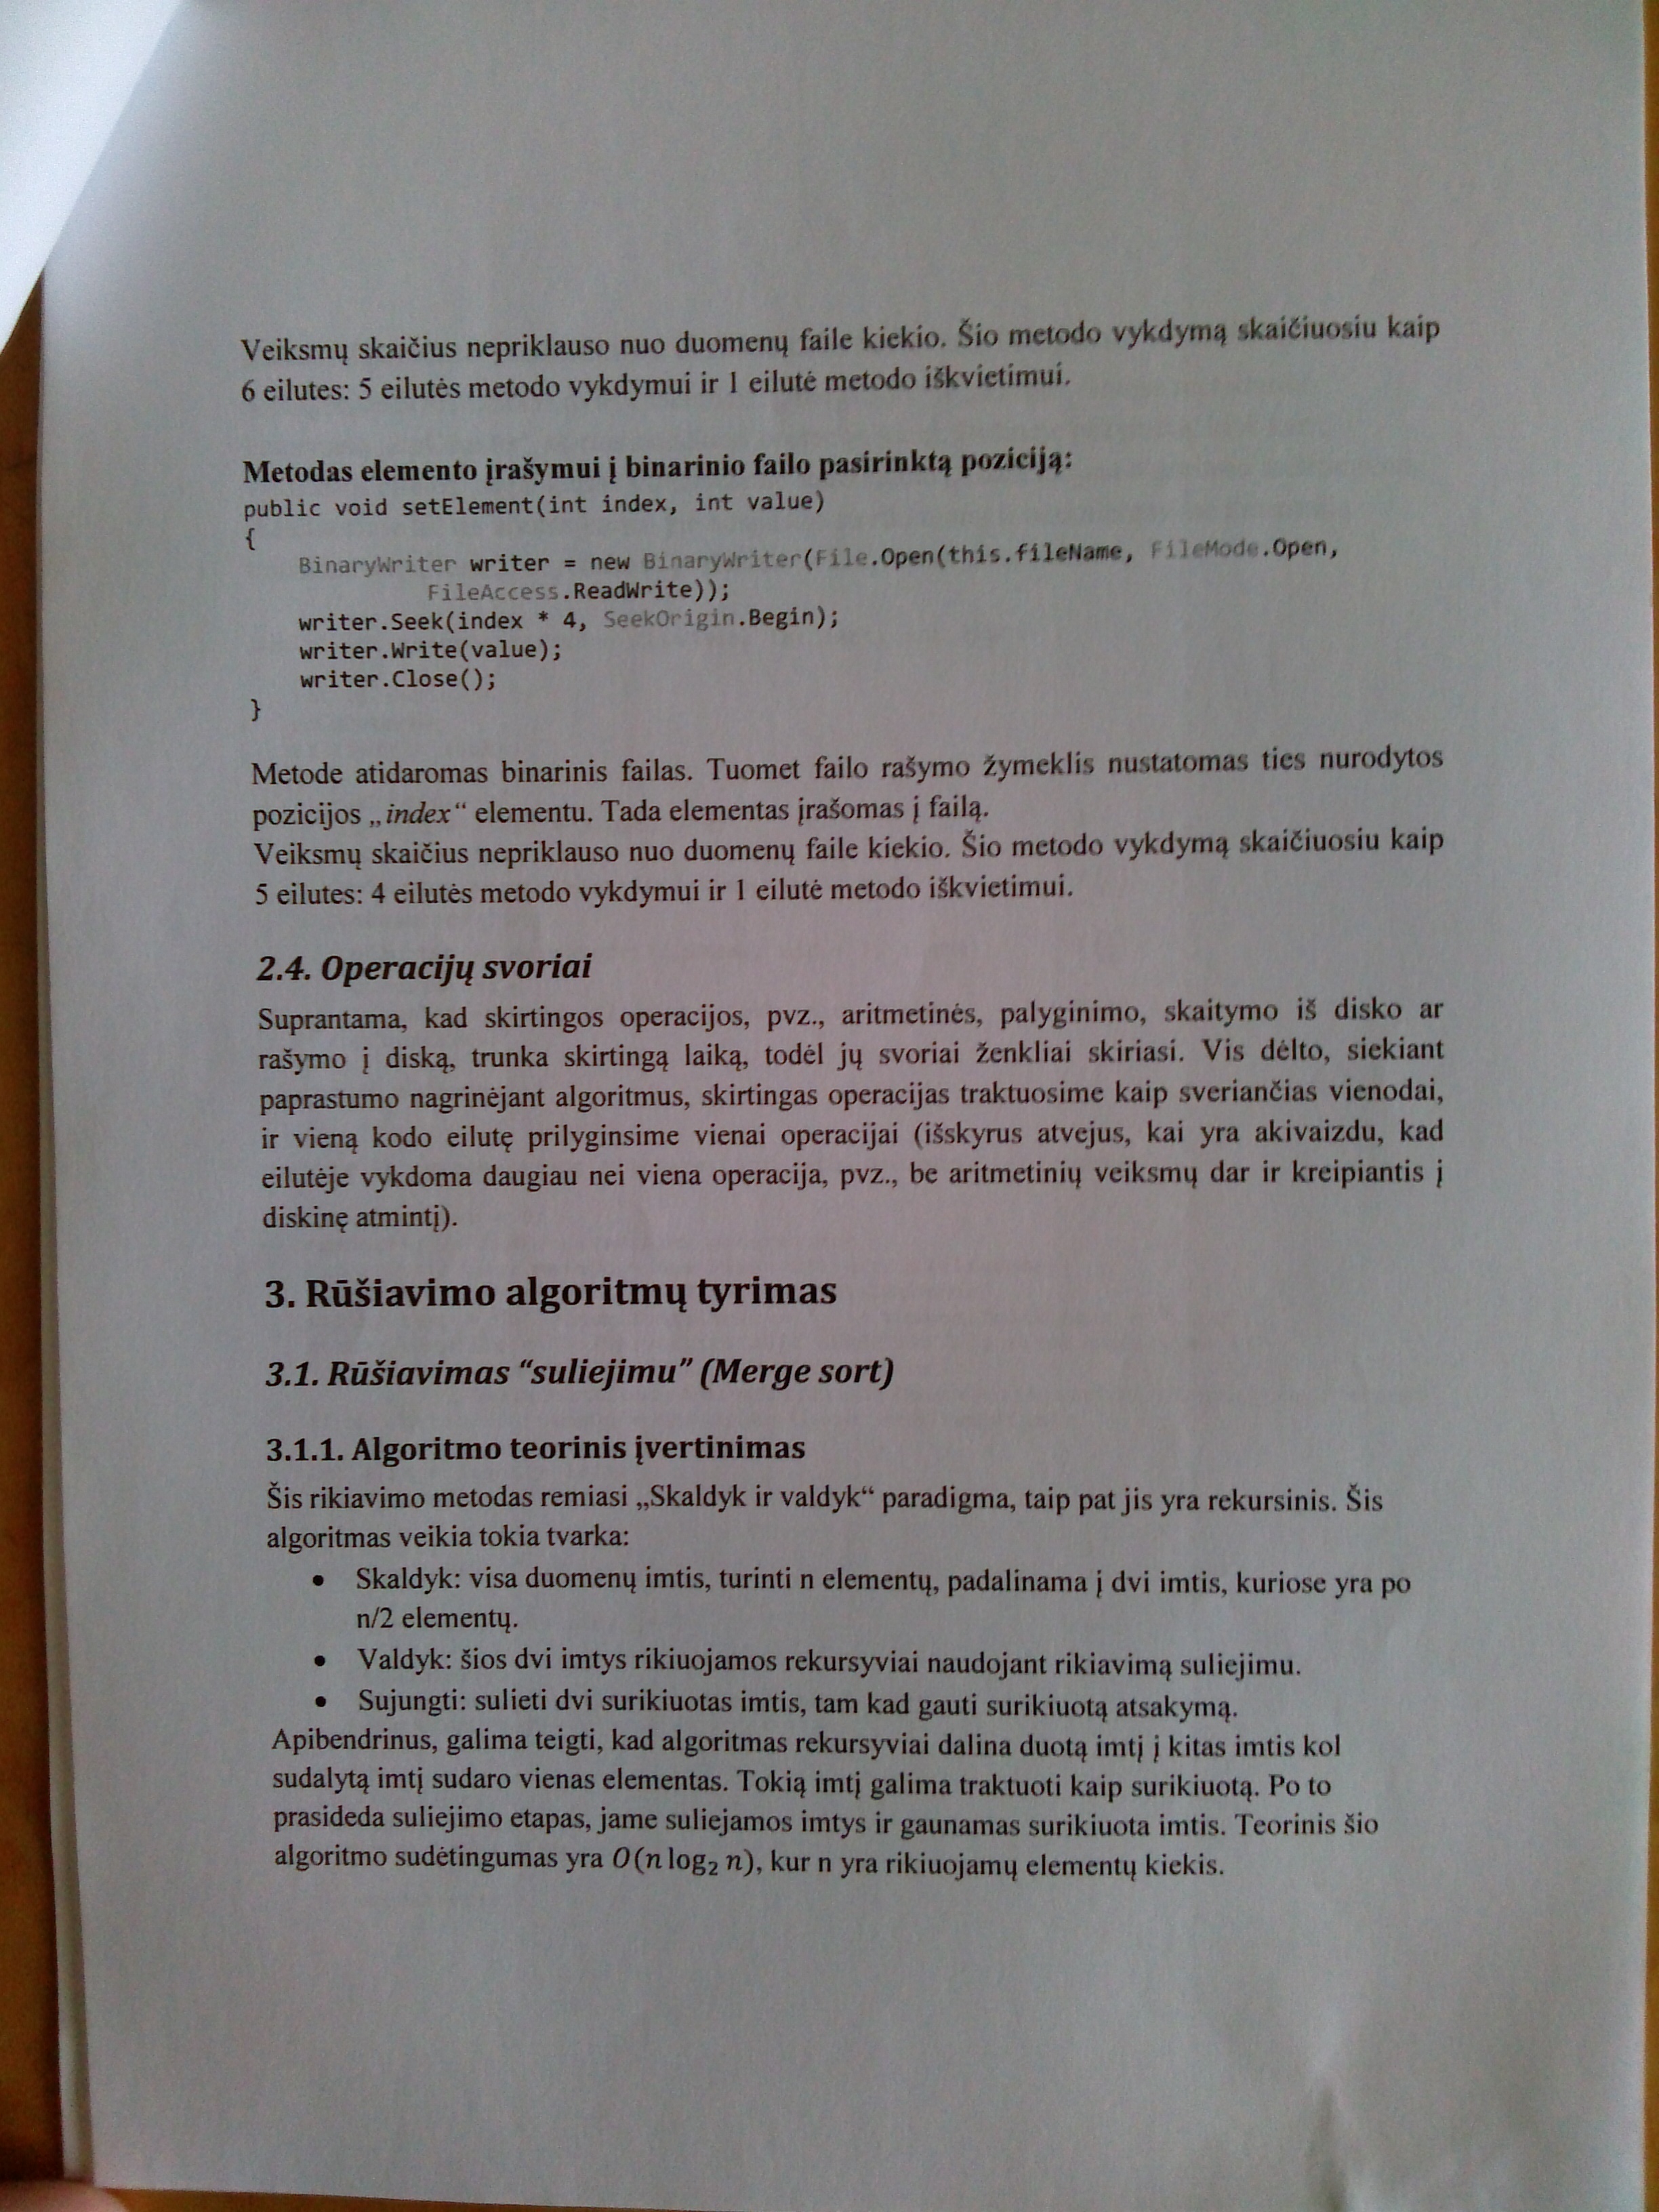 Veiksmų skaičius nepriklauso nuo duomenų faile kiekio. Šio metodo vykdymą skaičiuosiu kaip
6 eilutes: 5 eilutės metodo vykdymui ir 1 eilutė metodo iškvietimui.
Metodas elemento įrašymui į binarinio failo pasirinktą poziciją:
public void setElement(int index, int value)
{
BinaryWriter writer = new BinaryWriter(File.Open(this.fileName, FileMode.Open,
FileAccess.ReadWrite));
writer.Seek(index * 4, SeekOrigin.Begin);
writer.Write(value);
writer.Close();
}
Metode atidaromas binarinis failas. Tuomet failo rašymo žymeklis nustatomas ties nurodytos
pozicijos „index“ elementu. Tada elementas įrašomas į failą.
Veiksmų skaičius nepriklauso nuo duomenų faile kiekio. Šio metodo vykdymą skaičiuosiu kaip
5 eilutes: 4 eilutės metodo vykdymui ir 1 eilutė metodo iškvietimui.
2.4. Operacijų svoriai
Suprantama, kad skirtingos operacijos, pvz., aritmetinės, palyginimo, skaitymo iš disko ar
rašymo į diską, trunka skirtingą laiką, todėl jų svoriai ženkliai skiriasi. Vis dėlto, siekiant
paprastumo nagrinėjant algoritmus, skirtingas operacijas traktuosime kaip sveriančias vienodai,
ir vieną kodo eilutę prilyginsime vienai operacijai (išskyrus atvejus, kai yra akivaizdu, kad
eilutėje vykdoma daugiau nei viena operacija, pvz., be aritmetinių veiksmų dar ir kreipiantis į
diskinę atmintį).
3. Rūšiavimo algoritmų tyrimas
3.1. Rūšiavimas “suliejimu” (Merge sort)
3.1.1. Algoritmo teorinis įvertinimas
Šis rikiavimo metodas remiasi „Skaldyk ir valdyk“ paradigma, taip pat jis yra rekursinis. Šis
algoritmas veikia tokia tvarka:
• Skaldyk: visa duomenų imtis, turinti n elementų, padalinama į dvi imtis, kuriose yra po
n/2 elementų.
• Valdyk: šios dvi imtys rikiuojamos rekursyviai naudojant rikiavimą suliejimu.
• Sujungti: sulieti dvi surikiuotas imtis, tam kad gauti surikiuotą atsakymą.
Apibendrinus, galima teigti, kad algoritmas rekursyviai dalina duotą imtį į kitas imtis kol
sudalytą imtį sudaro vienas elementas. Tokią imtį galima traktuoti kaip surikiuotą. Po to
prasideda suliejimo etapas, jame suliejamos imtys ir gaunamas surikiuota imtis. Teorinis šio
algoritmo sudėtingumas yra O(n log₂ n), kur n yra rikiuojamų elementų kiekis.